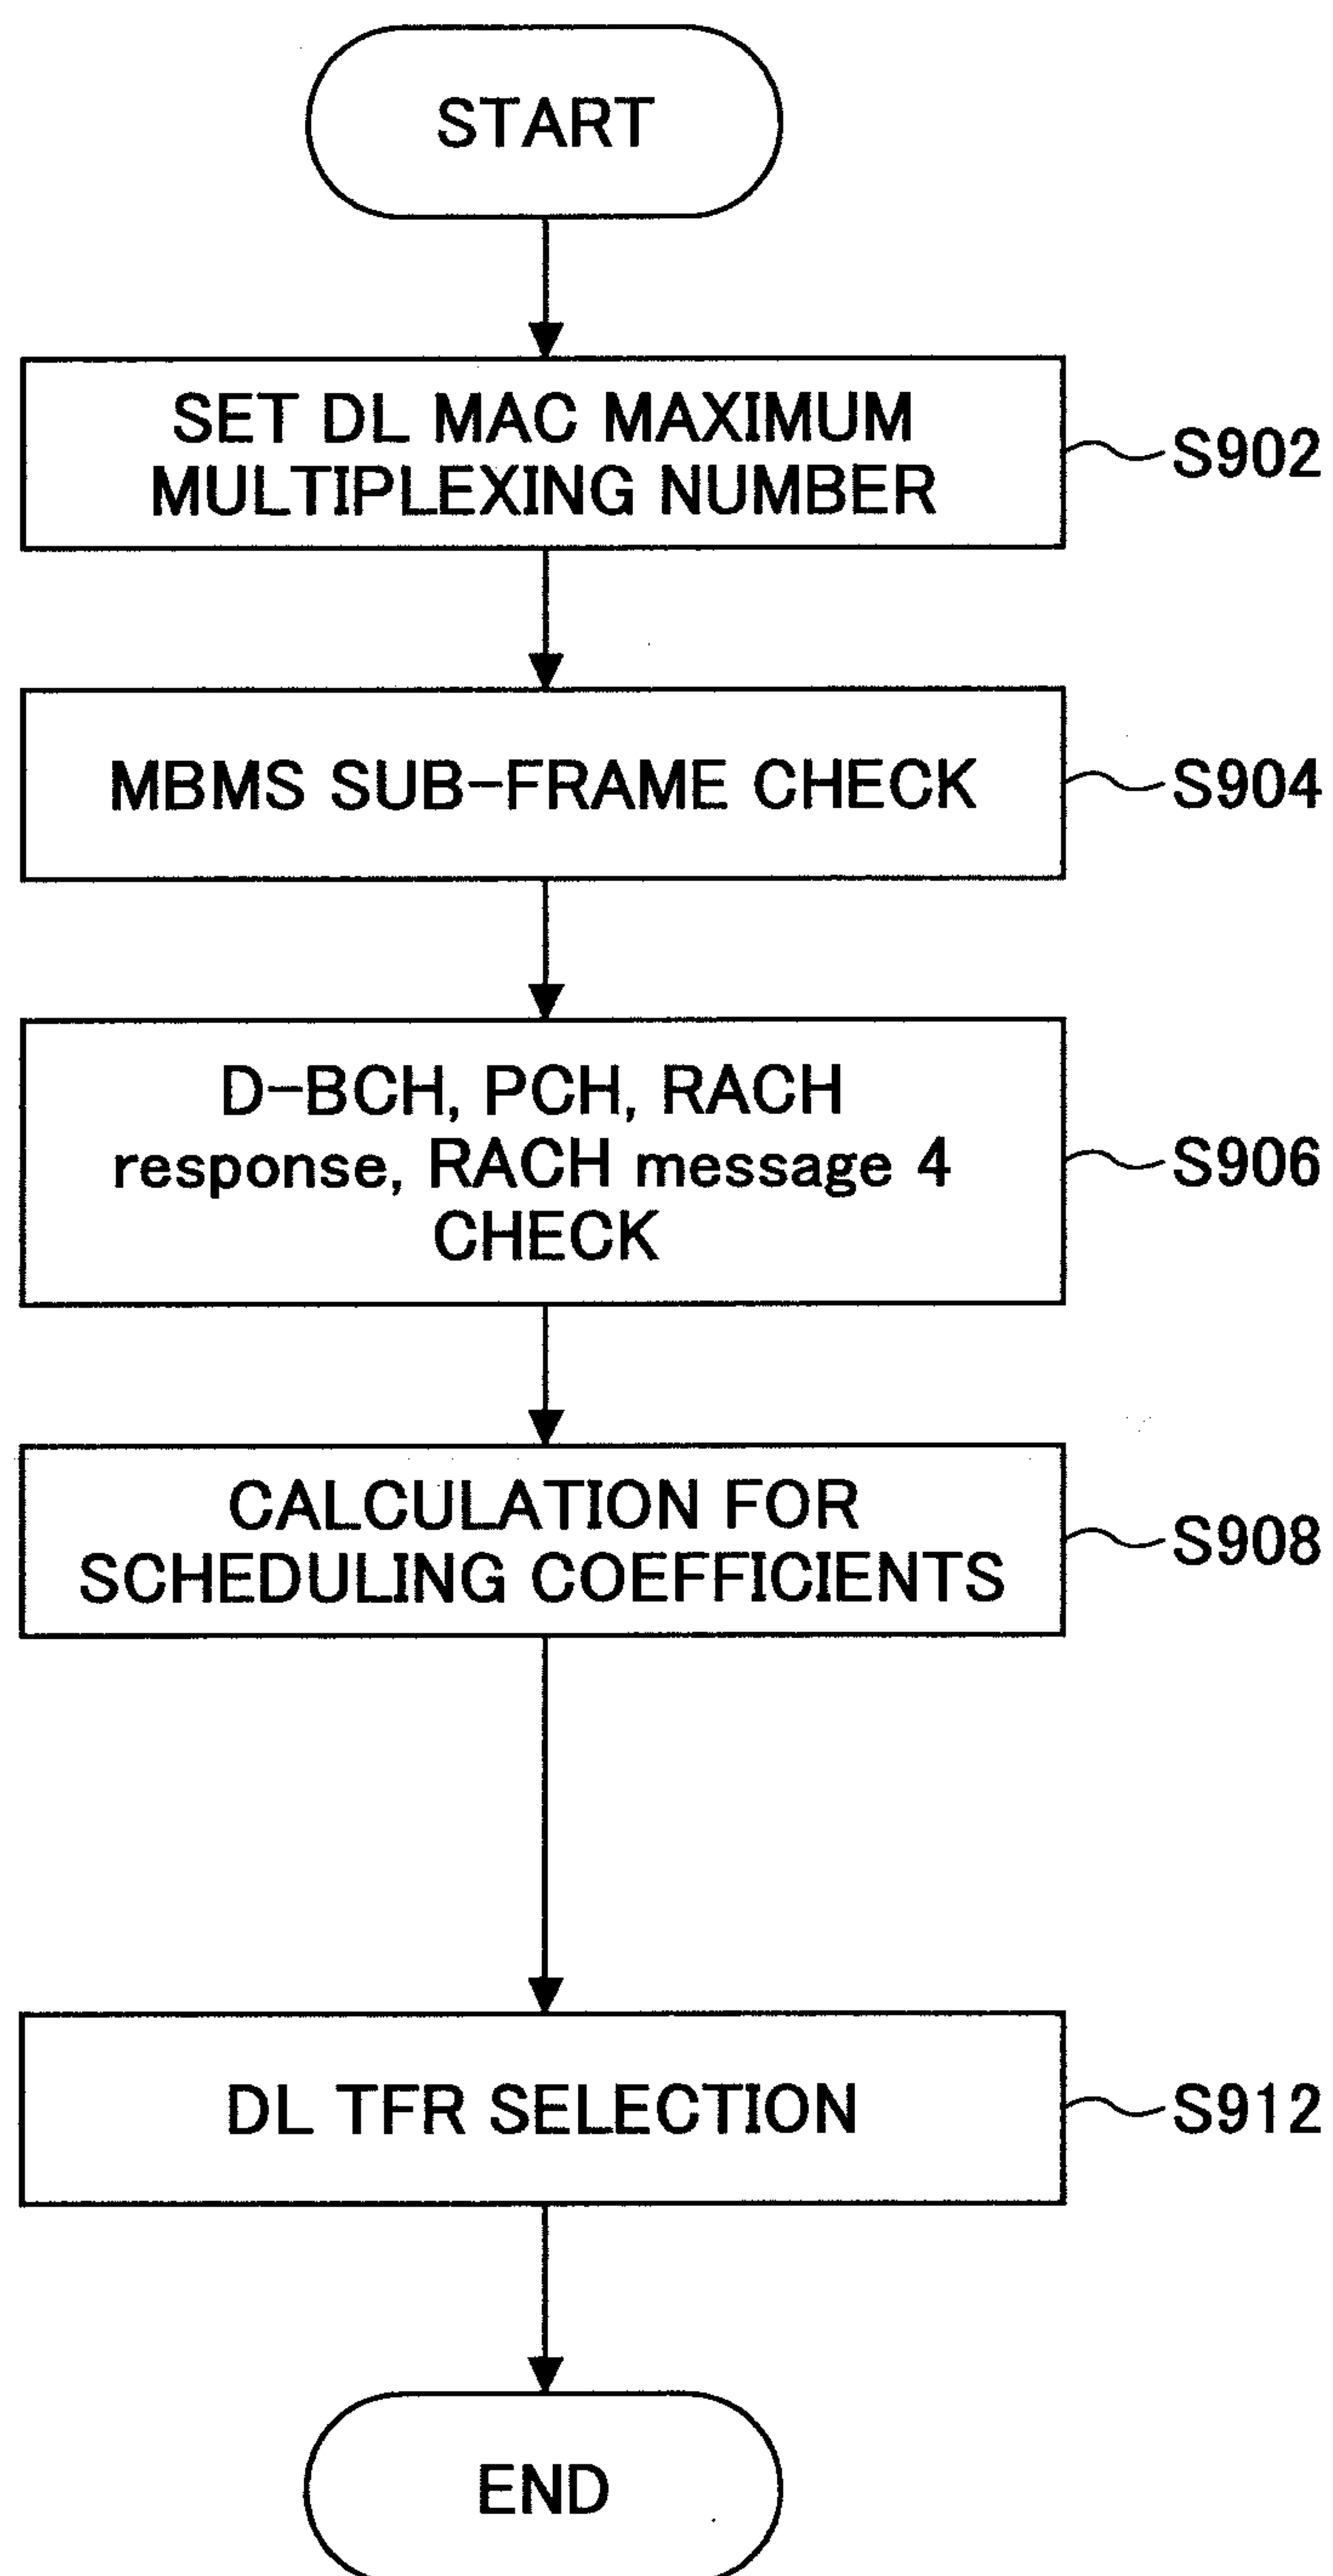 START
SET DL MAC MAXIMUM
MULTIPLEXING NUMBER
S902
MBMS SUB-FRAME CHECK
S904
D-BCH, PCH, RACH
response, RACH message 4
CHECK
S906
CALCULATION FOR
SCHEDULING COEFFICIENTS
S908
DL TFR SELECTION
S912
END